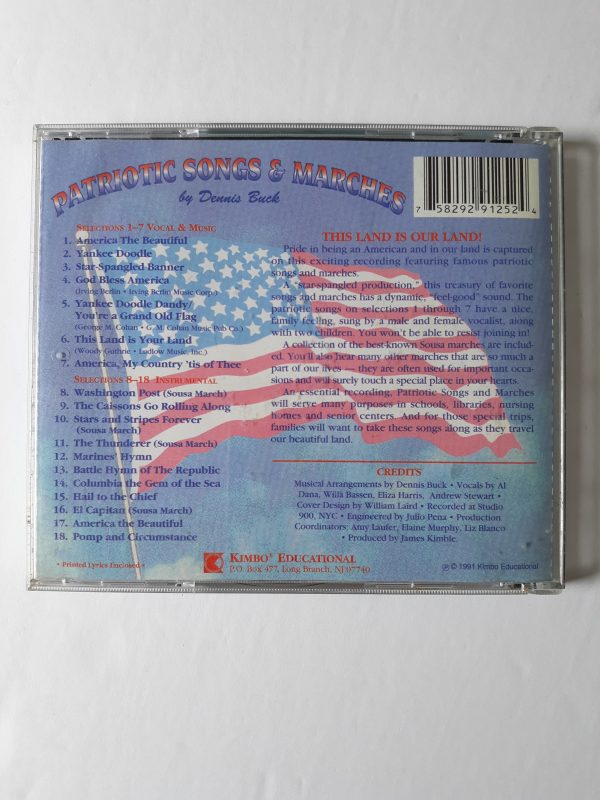 PATRIOTIC SONGS & MARCHES
by Dennis Buck
7 58292 91252 4
SELECTIONS 1–7 VOCAL & MUSIC
1. America The Beautiful
2. Yankee Doodle
3. Star-Spangled Banner
4. God Bless America
(Irving Berlin • Irving Berlin Music Corp.)
5. Yankee Doodle Dandy/
You're a Grand Old Flag
(George M. Cohan • G. M. Cohan Music Pub Co.)
6. This Land is Your Land
(Woody Guthrie • Ludlow Music, Inc.)
7. America, My Country 'tis of Thee
SELECTIONS 8–18 INSTRUMENTAL
8. Washington Post (Sousa March)
9. The Caissons Go Rolling Along
10. Stars and Stripes Forever
(Sousa March)
11. The Thunderer (Sousa March)
12. Marines' Hymn
13. Battle Hymn of The Republic
14. Columbia the Gem of the Sea
15. Hail to the Chief
16. El Capitan (Sousa March)
17. America the Beautiful
18. Pomp and Circumstance
• Printed Lyrics Enclosed •
THIS LAND IS OUR LAND!
Pride in being an American and in our land is captured
on this exciting recording featuring famous patriotic
songs and marches.
A "star-spangled production," this treasury of favorite
songs and marches has a dynamic, "feel-good" sound. The
patriotic songs on selections 1 through 7 have a nice,
family feeling, sung by a male and female vocalist, along
with two children. You won't be able to resist joining in!
A collection of the best-known Sousa marches are includ-
ed. You'll also hear many other marches that are so much a
part of our lives — they are often used for important occa-
sions and will surely touch a special place in your hearts.
An essential recording, Patriotic Songs and Marches
will serve many purposes in schools, libraries, nursing
homes and senior centers. And for those special trips,
families will want to take these songs along as they travel
our beautiful land.
CREDITS
Musical Arrangements by Dennis Buck • Vocals by Al
Dana, Willa Bassen, Eliza Harris, Andrew Stewart •
Cover Design by William Laird • Recorded at Studio
900, NYC • Engineered by Julio Pena • Production
Coordinators: Amy Laufer, Elaine Murphy, Liz Blanco
• Produced by James Kimble.
KIMBO® EDUCATIONAL
P.O. Box 477, Long Branch, NJ 07740
℗ © 1991 Kimbo Educational